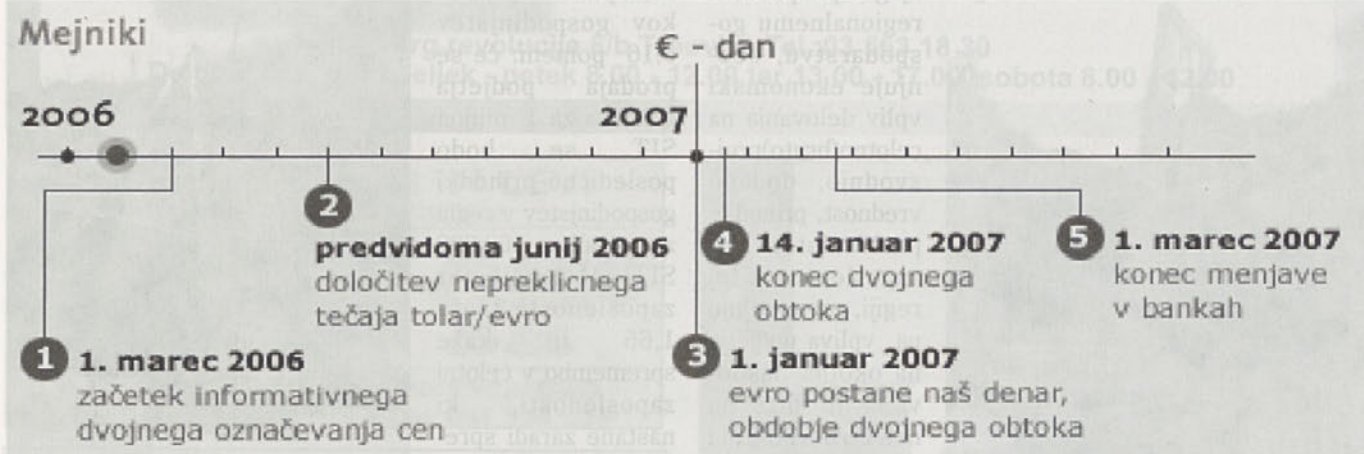 Mejniki
€ - dan
2006
2007
1
1. marec 2006
začetek informativnega
dvojnega označevanja cen
2
predvidoma junij 2006
določitev nepreklicnega
tečaja tolar/evro
3
1. januar 2007
evro postane naš denar,
obdobje dvojnega obtoka
4
14. januar 2007
konec dvojnega
obtoka
5
1. marec 2007
konec menjave
v bankah